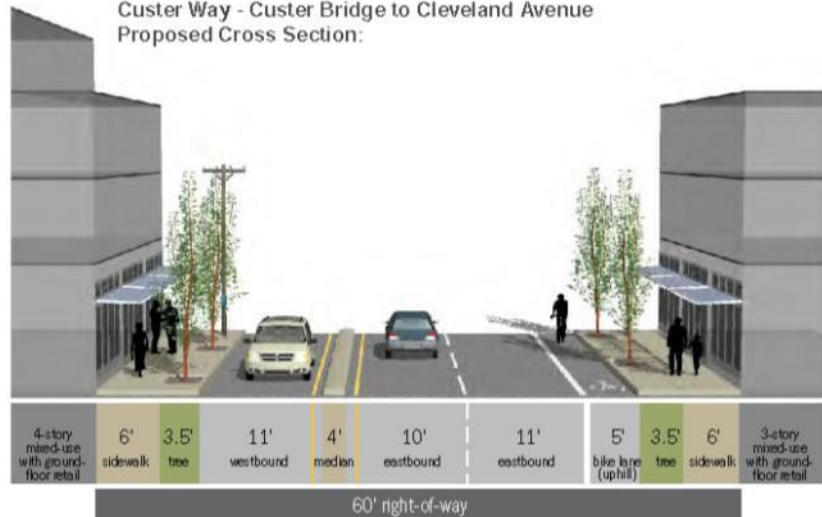 Custer Way - Custer Bridge to Cleveland Avenue
Proposed Cross Section:
4-story
mixed-use
with ground-
floor retail
6'
sidewalk
3.5'
tree
11'
westbound
4'
median
10'
eastbound
11'
eastbound
5'
bike lane
(uphill)
3.5'
tree
6'
sidewalk
3-story
mixed-use
with ground-
floor retail
60' right-of-way